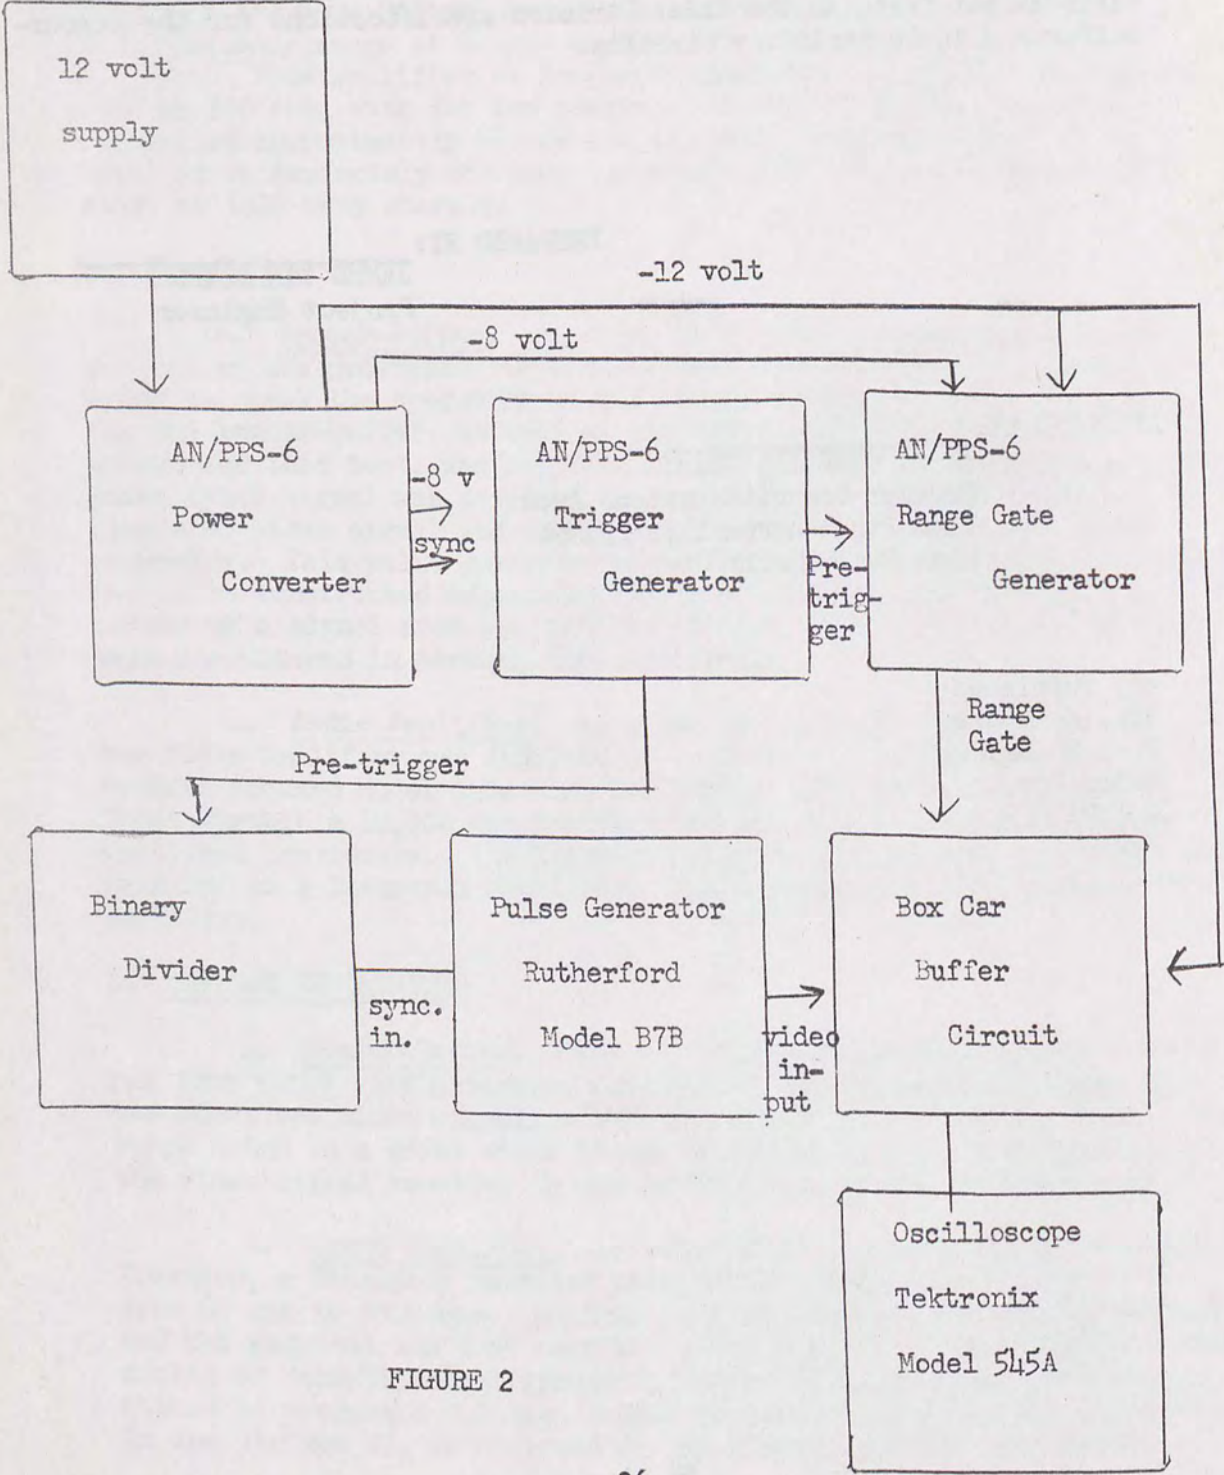 12 volt
supply
-12 volt
-8 volt
AN/PPS-6
Power
Converter
-8 v
sync
AN/PPS-6
Trigger
Generator
Pre-
trig-
ger
AN/PPS-6
Range Gate
Generator
Range
Gate
Pre-trigger
Binary
Divider
sync.
in.
Pulse Generator
Rutherford
Model B7B
video
in-
put
Box Car
Buffer
Circuit
Oscilloscope
Tektronix
Model 545A
FIGURE 2